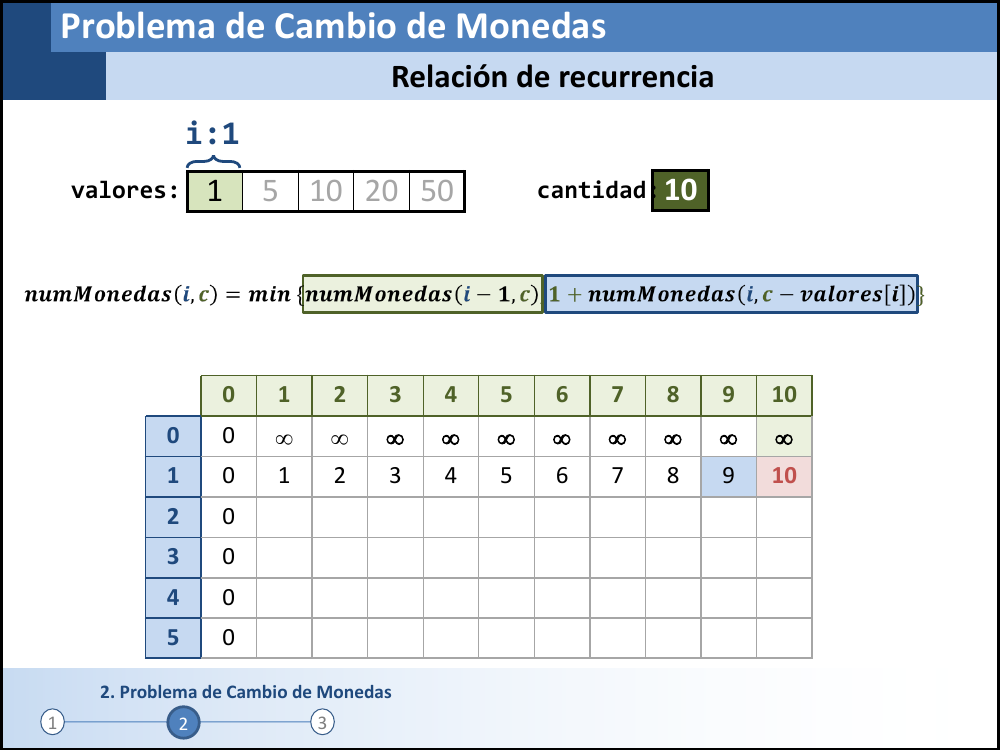 Problema de Cambio de Monedas
Relación de recurrencia
i:1
valores: 1 5 10 20 50 cantidad: 10
numMonedas(i, c) = min {numMonedas(i − 1, c), 1 + numMonedas(i, c − valores[i])}
0 1 2 3 4 5 6 7 8 9 10
0 0 ∞ ∞ ∞ ∞ ∞ ∞ ∞ ∞ ∞ ∞
1 0 1 2 3 4 5 6 7 8 9 10
2 0
3 0
4 0
5 0
2. Problema de Cambio de Monedas
1 2 3